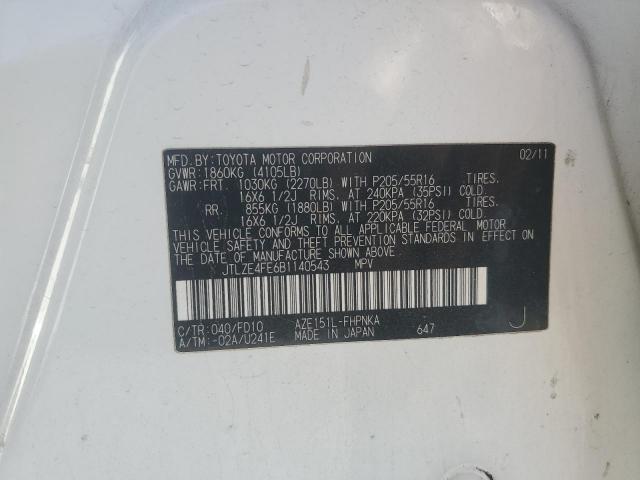 MFD.BY:TOYOTA MOTOR CORPORATION 02/11
GVWR:1860KG (4105LB)
GAWR:FRT. 1030KG (2270LB) WITH P205/55R16 TIRES.
16X6 1/2J RIMS. AT 240KPA (35PSI) COLD.
RR. 855KG (1880LB) WITH P205/55R16 TIRES.
16X6 1/2J RIMS. AT 220KPA (32PSI) COLD.
THIS VEHICLE CONFORMS TO ALL APPLICABLE FEDERAL MOTOR
VEHICLE SAFETY AND THEFT PREVENTION STANDARDS IN EFFECT ON
THE DATE OF MANUFACTURE SHOWN ABOVE.
JTLZE4FE6B1140543 MPV
C/TR:040/FD10 AZE151L-FHPNKA
A/TM:-02A/U241E MADE IN JAPAN 647 J